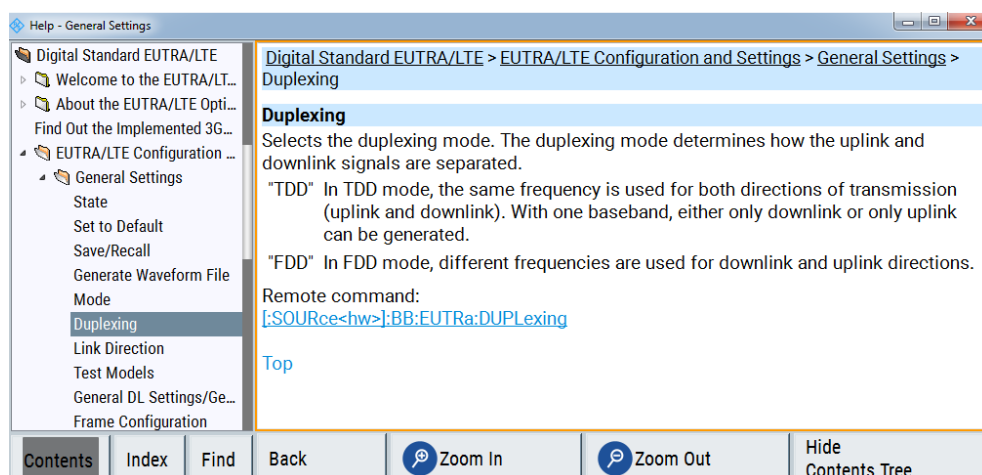 Help - General Settings
Digital Standard EUTRA/LTE
Welcome to the EUTRA/LT...
About the EUTRA/LTE Opti...
Find Out the Implemented 3G...
EUTRA/LTE Configuration ...
General Settings
State
Set to Default
Save/Recall
Generate Waveform File
Mode
Duplexing
Link Direction
Test Models
General DL Settings/Ge...
Frame Configuration
Digital Standard EUTRA/LTE > EUTRA/LTE Configuration and Settings > General Settings >
Duplexing
Duplexing
Selects the duplexing mode. The duplexing mode determines how the uplink and
downlink signals are separated.
"TDD" In TDD mode, the same frequency is used for both directions of transmission
(uplink and downlink). With one baseband, either only downlink or only uplink
can be generated.
"FDD" In FDD mode, different frequencies are used for downlink and uplink directions.
Remote command:
[:SOURce<hw>]:BB:EUTRa:DUPLexing
Top
Contents
Index
Find
Back
Zoom In
Zoom Out
Hide
Contents Tree